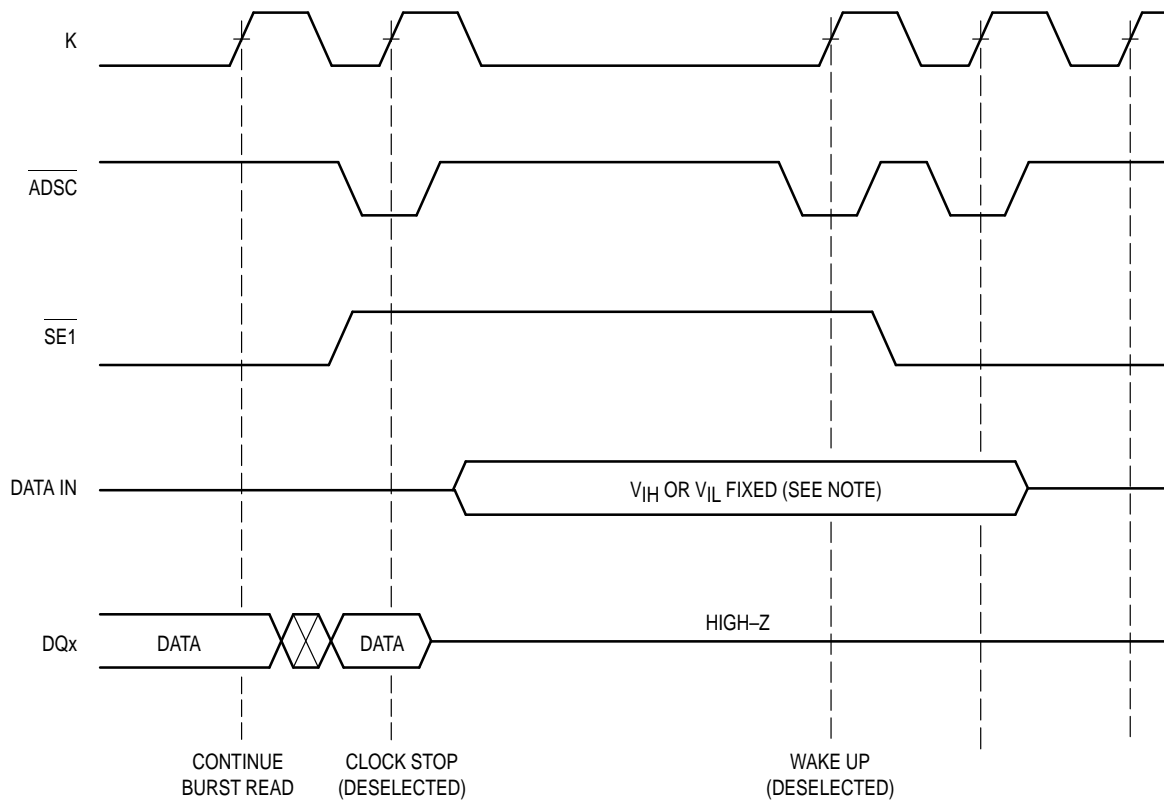 K
ADSC
SE1
DATA IN
VIH OR VIL FIXED (SEE NOTE)
DQx
DATA
DATA
HIGH–Z
CONTINUE
BURST READ
CLOCK STOP
(DESELECTED)
WAKE UP
(DESELECTED)